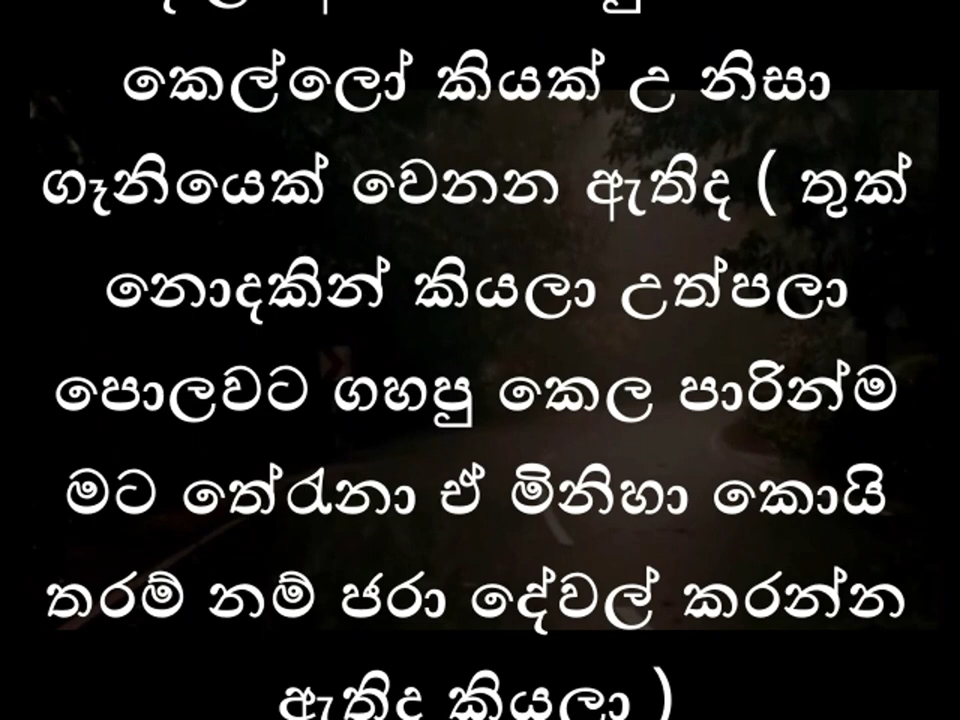 කෙල්ලෝ කියක් උ නිසා
ගෑනියෙක් වෙනන ඇතිද ( තුක්
නොදකින් කියලා උත්පලා
පොලවට ගහපු කෙල පාරින්ම
මට තේරැනා ඒ මිනිහා කොයි
තරම් නම් ජරා දේවල් කරන්න
ඇතිද කියලා )